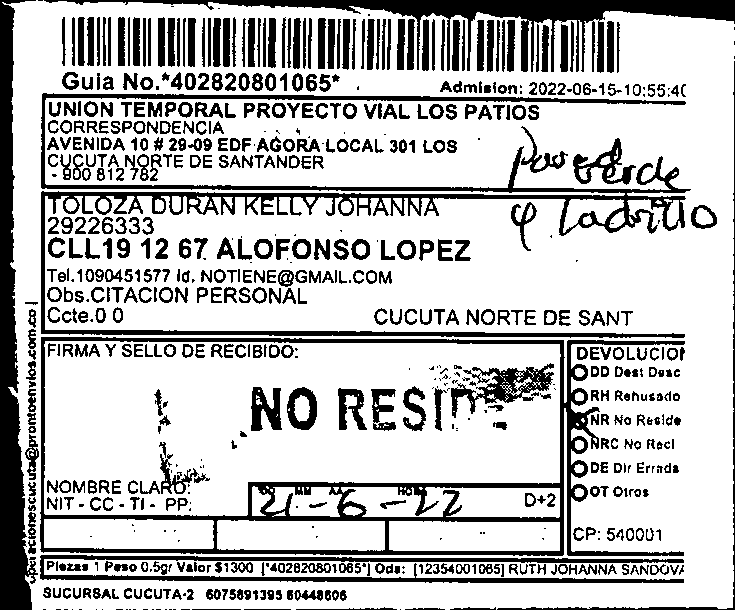 Guia No.*402820801065*
Admision: 2022-06-15-10:55:40
UNION TEMPORAL PROYECTO VIAL LOS PATIOS
CORRESPONDENCIA
AVENIDA 10 # 29-09 EDF AGORA LOCAL 301 LOS
CUCUTA NORTE DE SANTANDER
- 900 812 782
Pared
verde
y ladrillo
TOLOZA DURAN KELLY JOHANNA
29226333
CLL19 12 67 ALOFONSO LOPEZ
Tel.1090451577 Id. NOTIENE@GMAIL.COM
Obs.CITACION PERSONAL
Ccte.0 0
CUCUTA NORTE DE SANT
FIRMA Y SELLO DE RECIBIDO:
NO RESIDE
NOMBRE CLARO:
NIT - CC - TI - PP:
DD MM AA HORA
21-6-22
D+2
DEVOLUCION
DD Dest Desc
RH Rehusado
NR No Reside
NRC No Recl
DE Dir Errada
OT Otros
CP: 540001
Piezas 1 Peso 0.5gr Valor $1300 [*402820801065*] Ods: [12354001065] RUTH JOHANNA SANDOVA
SUCURSAL CUCUTA-2 6075891395 60448606
operacionescucuta@prontoenvios.com.co |